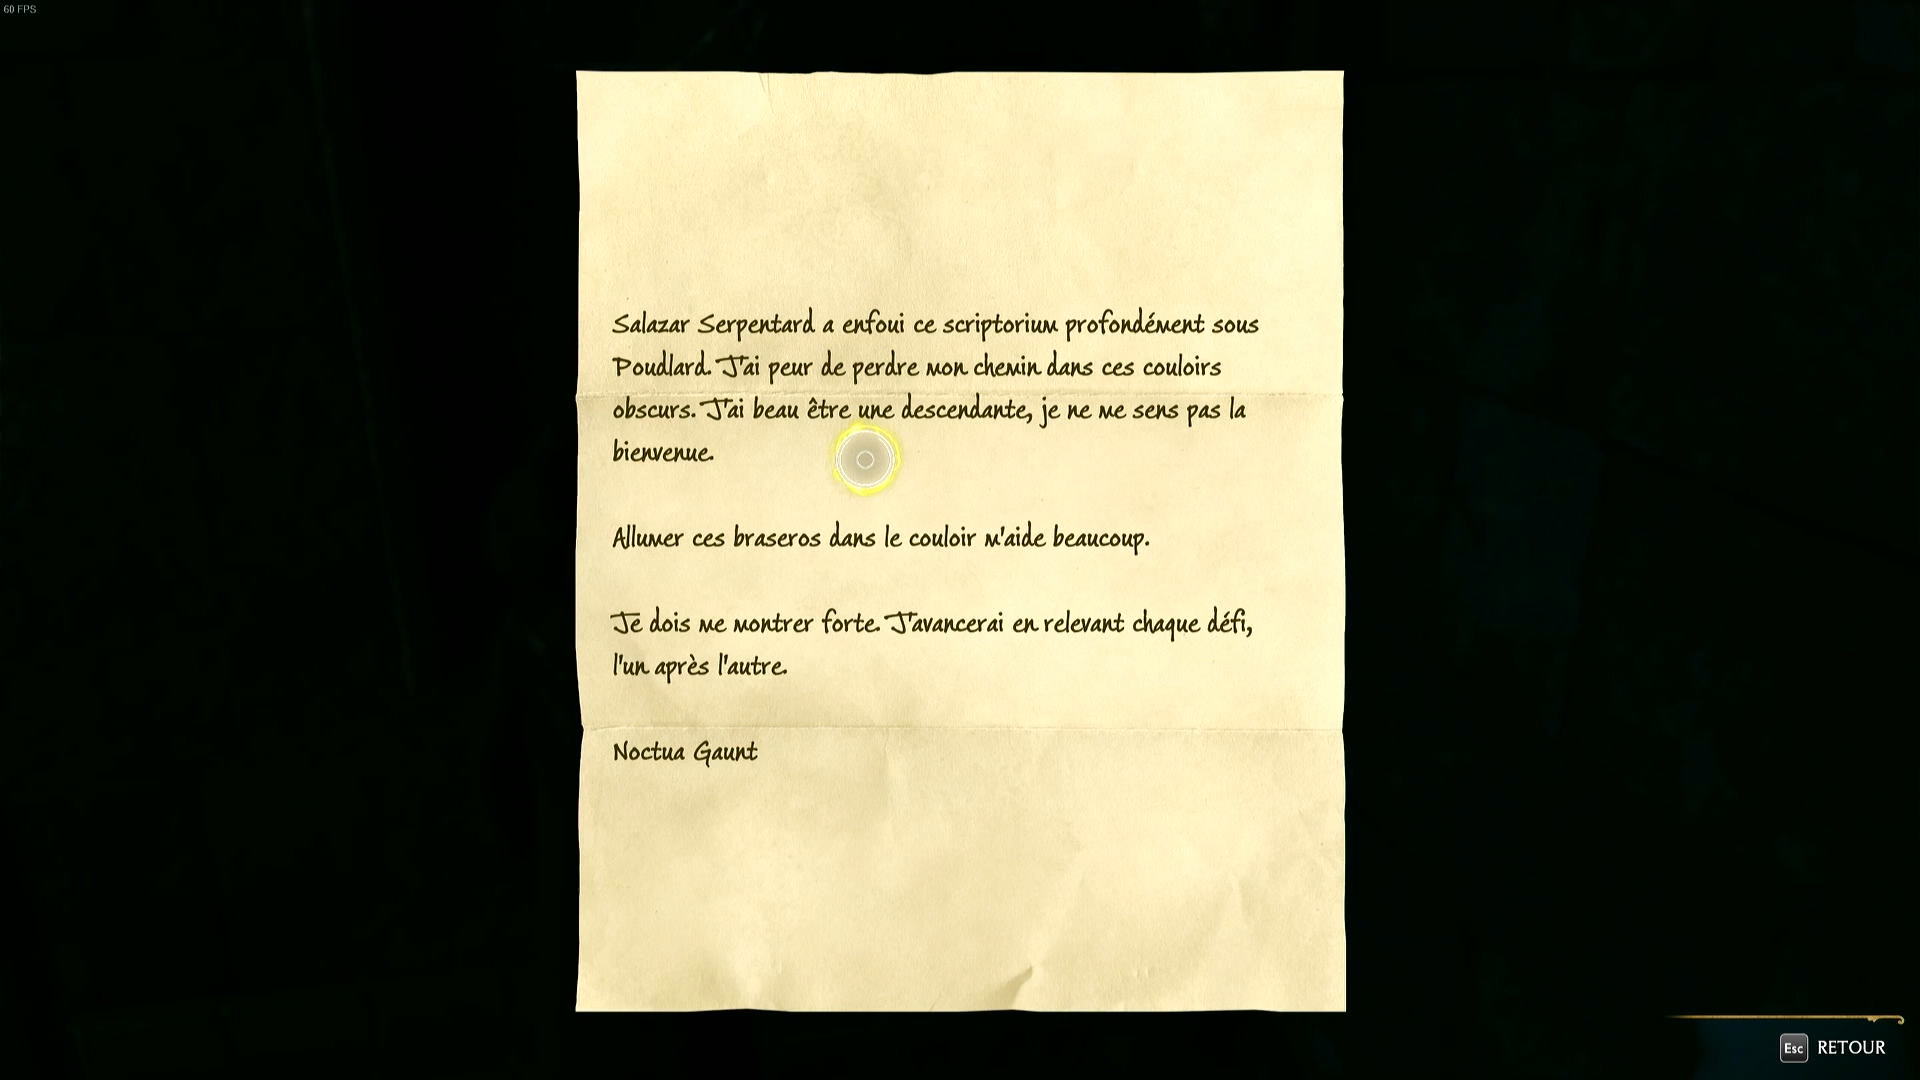 60 FPS
Salazar Serpentard a enfoui ce scriptorium profondément sous
Poudlard. J'ai peur de perdre mon chemin dans ces couloirs
obscurs. J'ai beau être une descendante, je ne me sens pas la
bienvenue.
Allumer ces braseros dans le couloir m'aide beaucoup.
Je dois me montrer forte. J'avancerai en relevant chaque défi,
l'un après l'autre.
Noctua Gaunt
Esc RETOUR